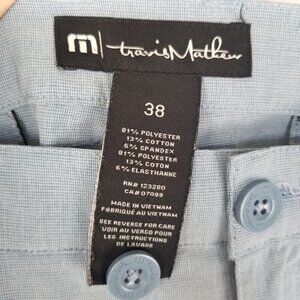 m travisMathew
38
81% POLYESTER
13% COTTON
6% SPANDEX
81% POLYESTER
13% COTON
6% ELASTHANNE
RN# 123280
CA# 07099
MADE IN VIETNAM
FABRIQUÉ AU VIETNAM
SEE REVERSE FOR CARE
VOIR AU VERSO POUR
LES INSTRUCTIONS
DE LAVAGE